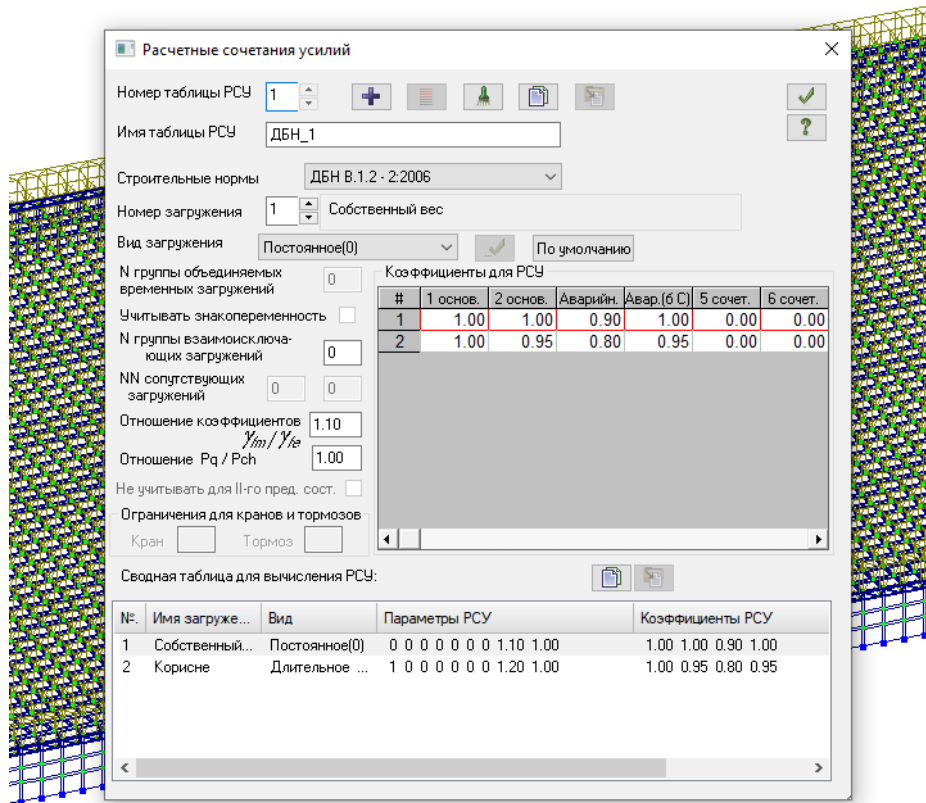 Расчетные сочетания усилий
Номер таблицы РСУ 1
Имя таблицы РСУ ДБН_1
Строительные нормы ДБН В.1.2 - 2:2006
Номер загружения 1 Собственный вес
Вид загружения Постоянное(0) По умолчанию
N группы объединяемых
временных загружений 0
Учитывать знакопеременность
N группы взаимоисключа-
ющих загружений 0
NN сопутствующих
загружений 0 0
Отношение коэффициентов 1.10
γfm / γfe
Отношение Pq / Pch 1.00
Не учитывать для II-го пред. сост.
Ограничения для кранов и тормозов
Кран Тормоз
Коэффициенты для РСУ
# 1 основ. 2 основ. Аварийн. Авар.(б С) 5 сочет. 6 сочет.
1 1.00 1.00 0.90 1.00 0.00 0.00
2 1.00 0.95 0.80 0.95 0.00 0.00
Сводная таблица для вычисления РСУ:
№. Имя загруже... Вид Параметры РСУ Коэффициенты РСУ
1 Собственный... Постоянное(0) 0 0 0 0 0 0 0 1.10 1.00 1.00 1.00 0.90 1.00
2 Корисне Длительное ... 1 0 0 0 0 0 0 1.20 1.00 1.00 0.95 0.80 0.95